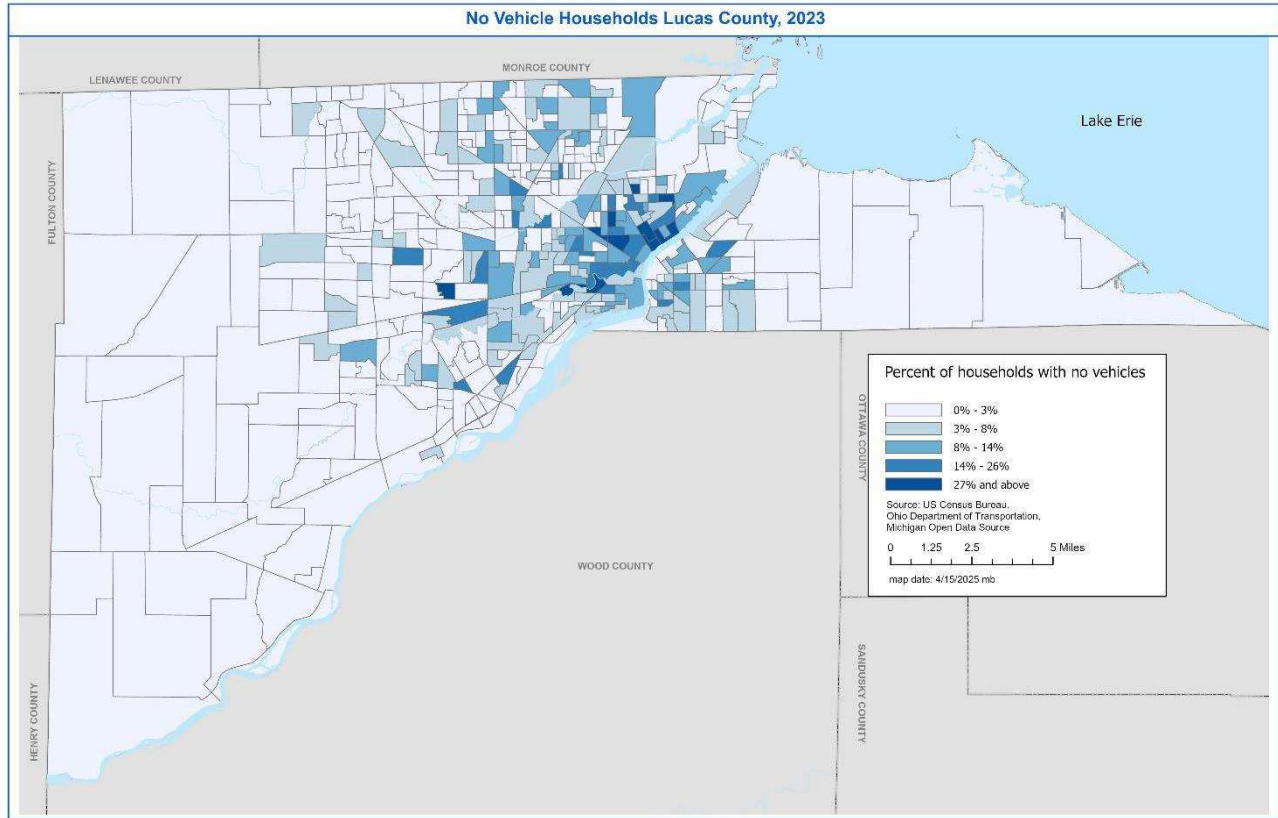 No Vehicle Households Lucas County, 2023
LENAWEE COUNTY
MONROE COUNTY
Lake Erie
FULTON COUNTY
OTTAWA COUNTY
WOOD COUNTY
HENRY COUNTY
SANDUSKY COUNTY
Percent of households with no vehicles
0% - 3%
3% - 8%
8% - 14%
14% - 26%
27% and above
Source: US Census Bureau,
Ohio Department of Transportation,
Michigan Open Data Source
0 1.25 2.5 5 Miles
map date: 4/15/2025 mb